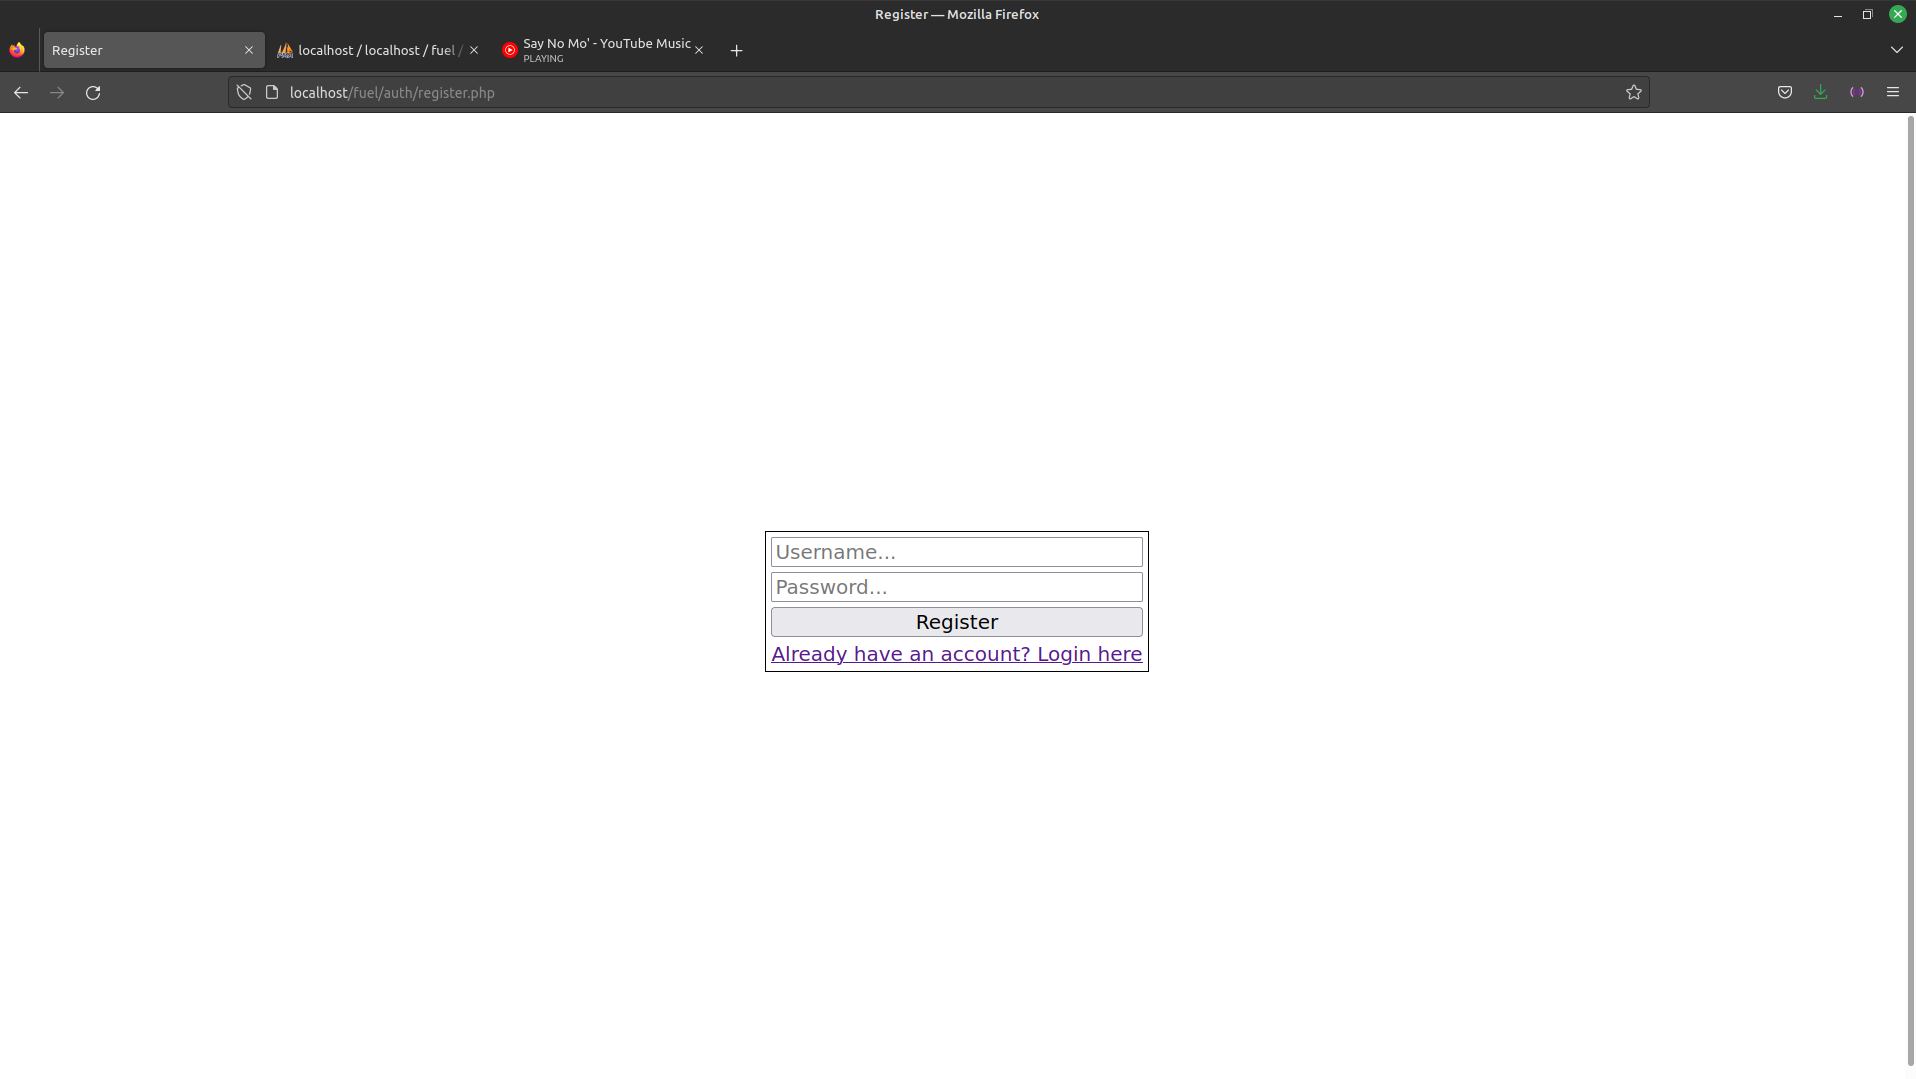 Register — Mozilla Firefox
Register
localhost / localhost / fuel /
Say No Mo' - YouTube Music
PLAYING
localhost/fuel/auth/register.php
Username...
Password...
Register
Already have an account? Login here